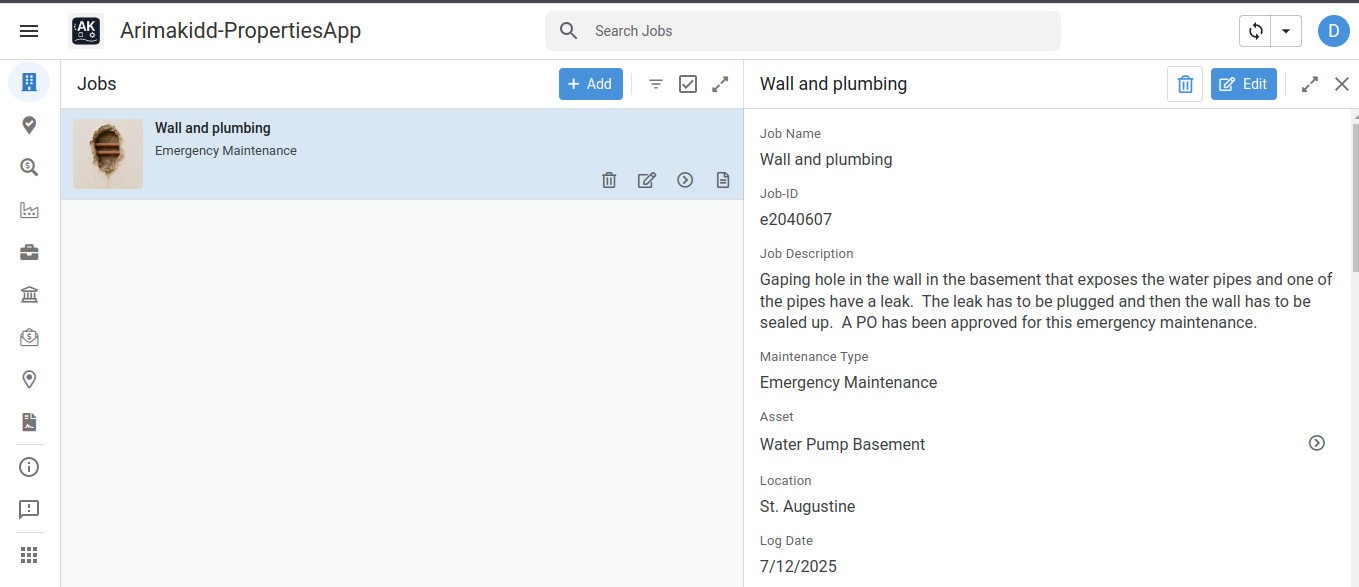 AK
Arimakidd-PropertiesApp
Search Jobs
D
Jobs
+ Add
Wall and plumbing
Emergency Maintenance
Wall and plumbing
Edit
Job Name
Wall and plumbing
Job-ID
e2040607
Job Description
Gaping hole in the wall in the basement that exposes the water pipes and one of
the pipes have a leak.  The leak has to be plugged and then the wall has to be
sealed up.  A PO has been approved for this emergency maintenance.
Maintenance Type
Emergency Maintenance
Asset
Water Pump Basement
Location
St. Augustine
Log Date
7/12/2025